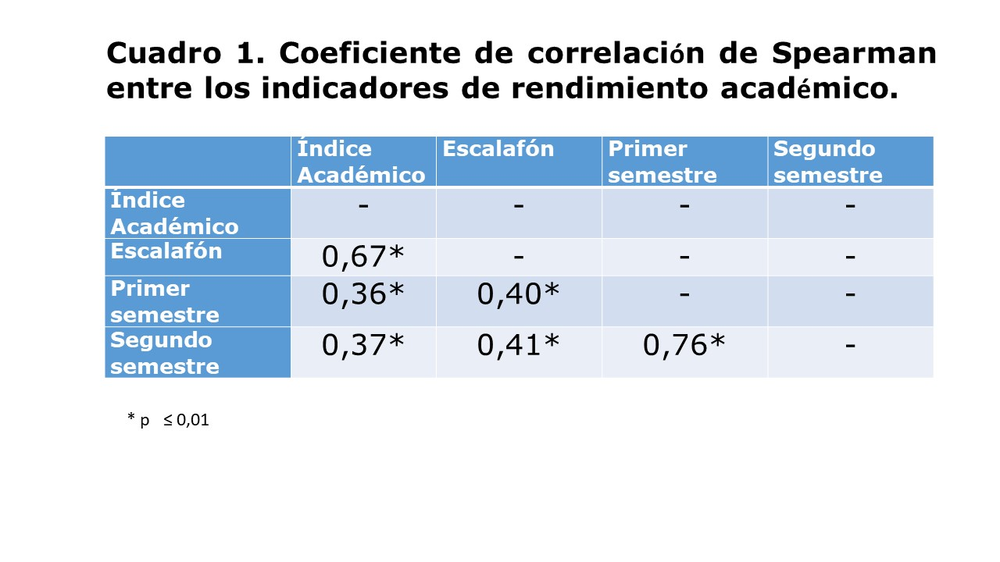 Cuadro 1. Coeficiente de correlación de Spearman
entre los indicadores de rendimiento académico.
Índice Académico Escalafón Primer semestre Segundo semestre
Índice Académico - - - -
Escalafón 0,67* - - -
Primer semestre 0,36* 0,40* - -
Segundo semestre 0,37* 0,41* 0,76* -
* p ≤ 0,01